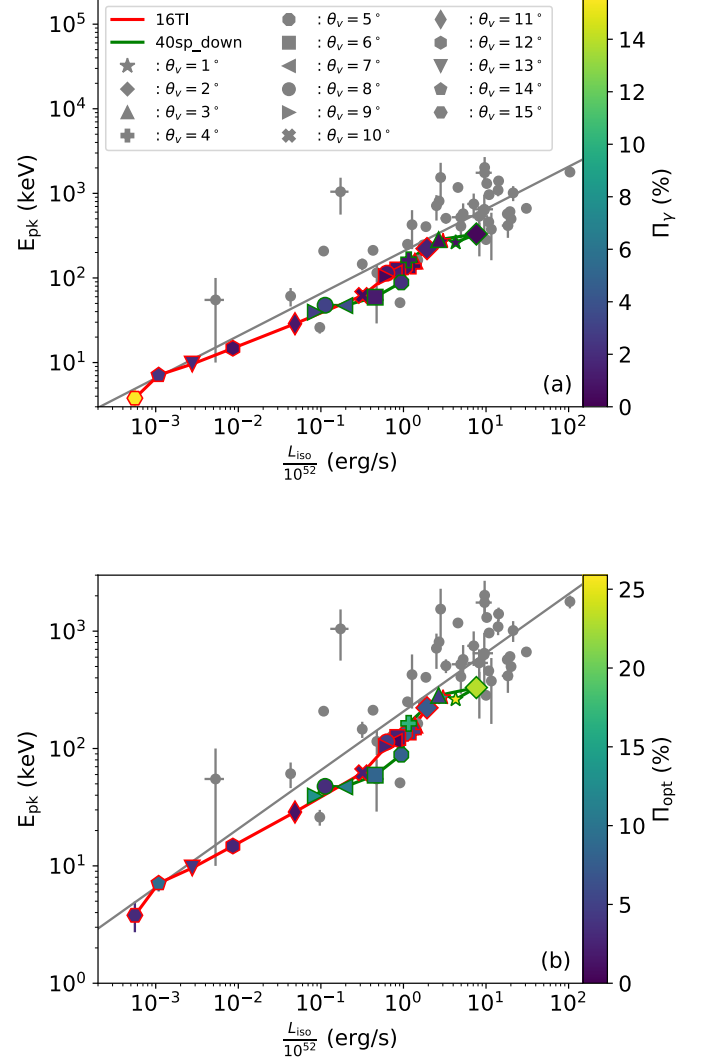 10^5
10^4
10^3
10^2
10^1
E_pk (keV)
16TI
40sp_down
: θ_v = 1°
: θ_v = 2°
: θ_v = 3°
: θ_v = 4°
: θ_v = 5°
: θ_v = 6°
: θ_v = 7°
: θ_v = 8°
: θ_v = 9°
: θ_v = 10°
: θ_v = 11°
: θ_v = 12°
: θ_v = 13°
: θ_v = 14°
: θ_v = 15°
(a)
10^-3 10^-2 10^-1 10^0 10^1 10^2
L_iso/10^52 (erg/s)
14
12
10
8
6
4
2
0
Π_γ (%)
10^3
10^2
10^1
10^0
E_pk (keV)
(b)
10^-3 10^-2 10^-1 10^0 10^1 10^2
L_iso/10^52 (erg/s)
25
20
15
10
5
0
Π_opt (%)